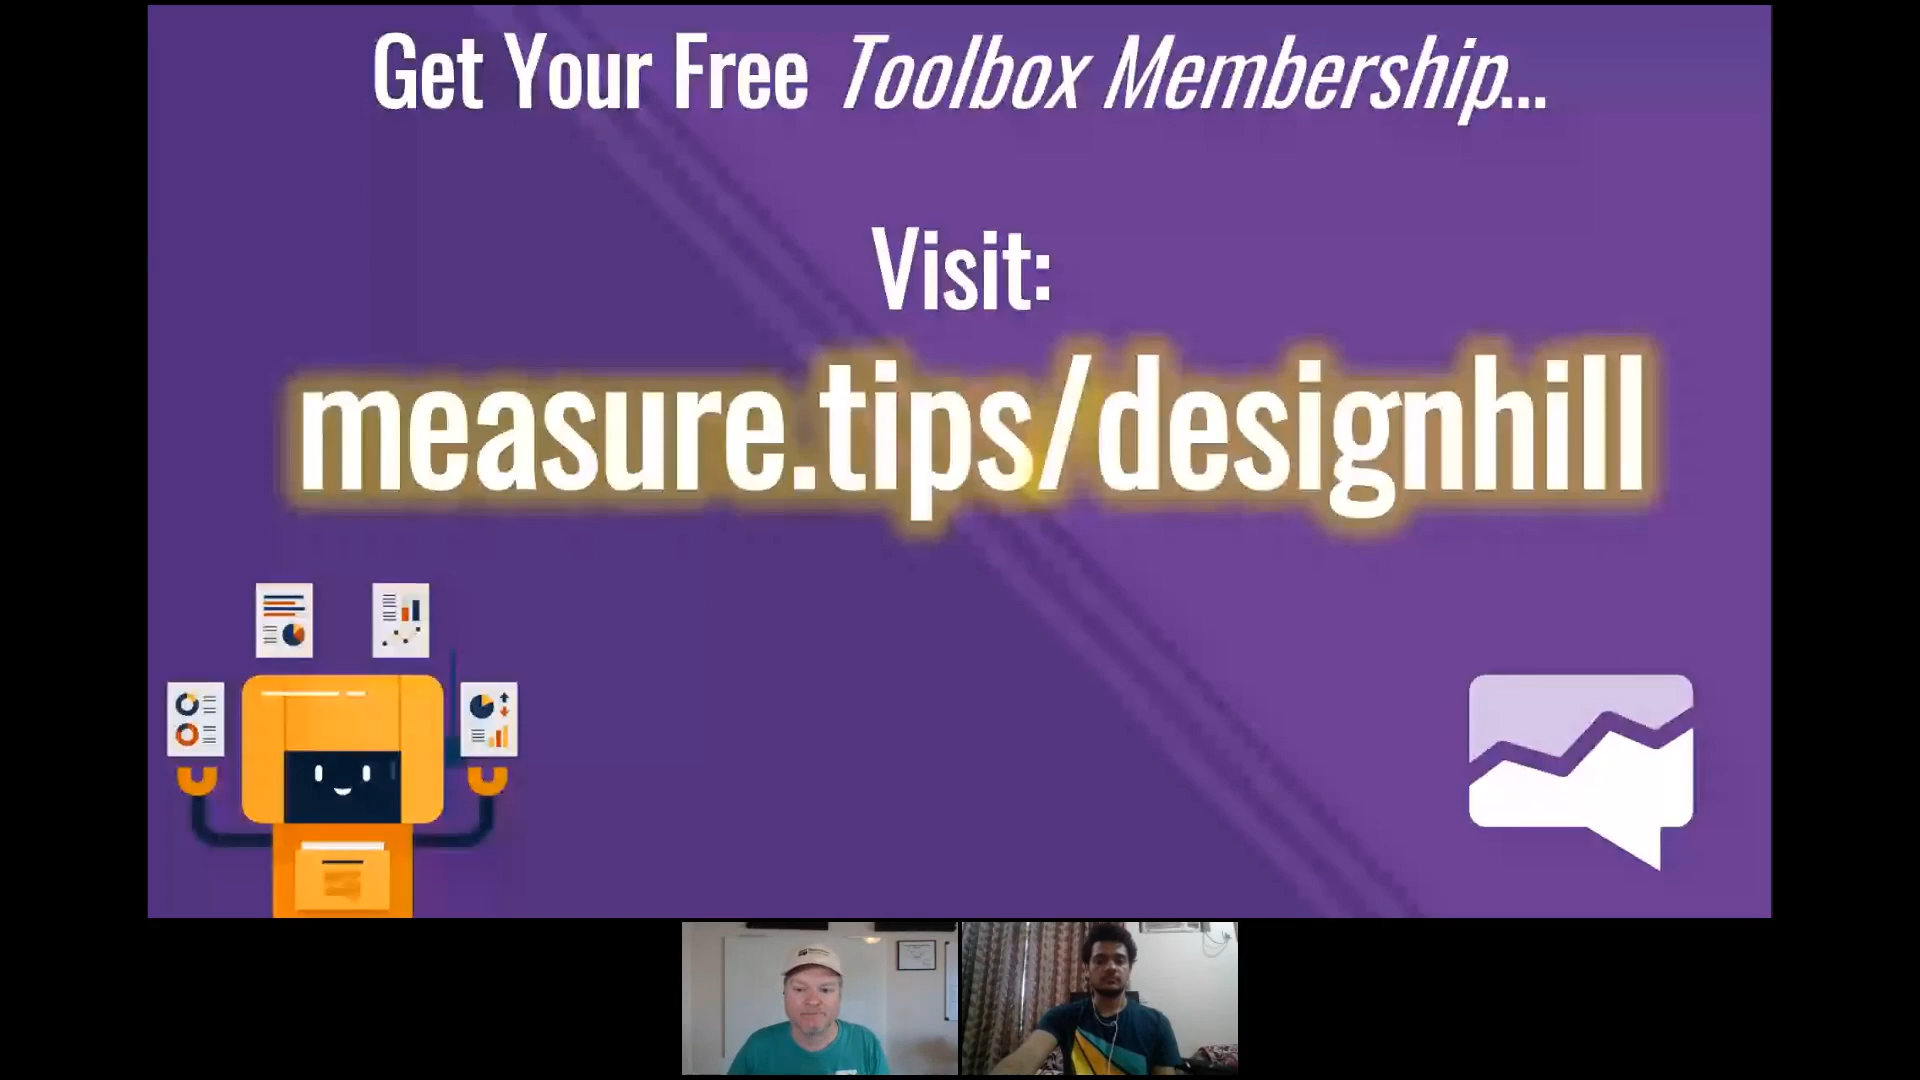 Get Your Free Toolbox Membership...
Visit:
measure.tips/designhill